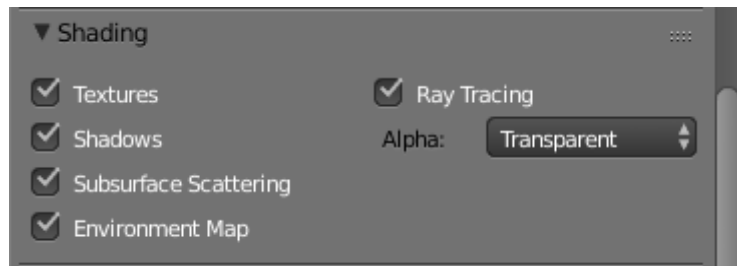 Shading
Textures
Ray Tracing
Shadows
Alpha: Transparent
Subsurface Scattering
Environment Map